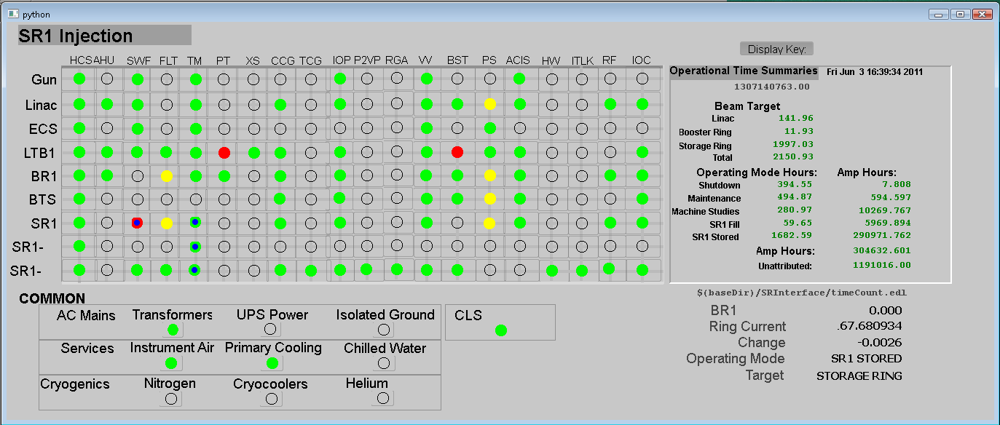 python
SR1 Injection
HCS AHU SWF FLT TM PT XS CCG TCG IOP P2VP RGA VV BST PS ACIS HW ITLK RF IOC
Gun
Linac
ECS
LTB1
BR1
BTS
SR1
SR1-
SR1-
Display Key:
Operational Time Summaries Fri Jun 3 16:39:34 2011
1307140763.00
Beam Target
Linac 141.96
Booster Ring 11.93
Storage Ring 1997.03
Total 2150.93
Operating Mode Hours: Amp Hours:
Shutdown 394.55 7.808
Maintenance 494.87 594.597
Machine Studies 280.97 10269.767
SR1 Fill 59.65 5969.894
SR1 Stored 1682.59 290971.762
Amp Hours: 304632.601
Unattributed: 1191016.00
$(baseDir)/SRInterface/timeCount.edl
BR1 0.000
Ring Current .67.680934
Change -0.0026
Operating Mode SR1 STORED
Target STORAGE RING
COMMON
AC Mains Transformers UPS Power Isolated Ground
Services Instrument Air Primary Cooling Chilled Water
Cryogenics Nitrogen Cryocoolers Helium
CLS